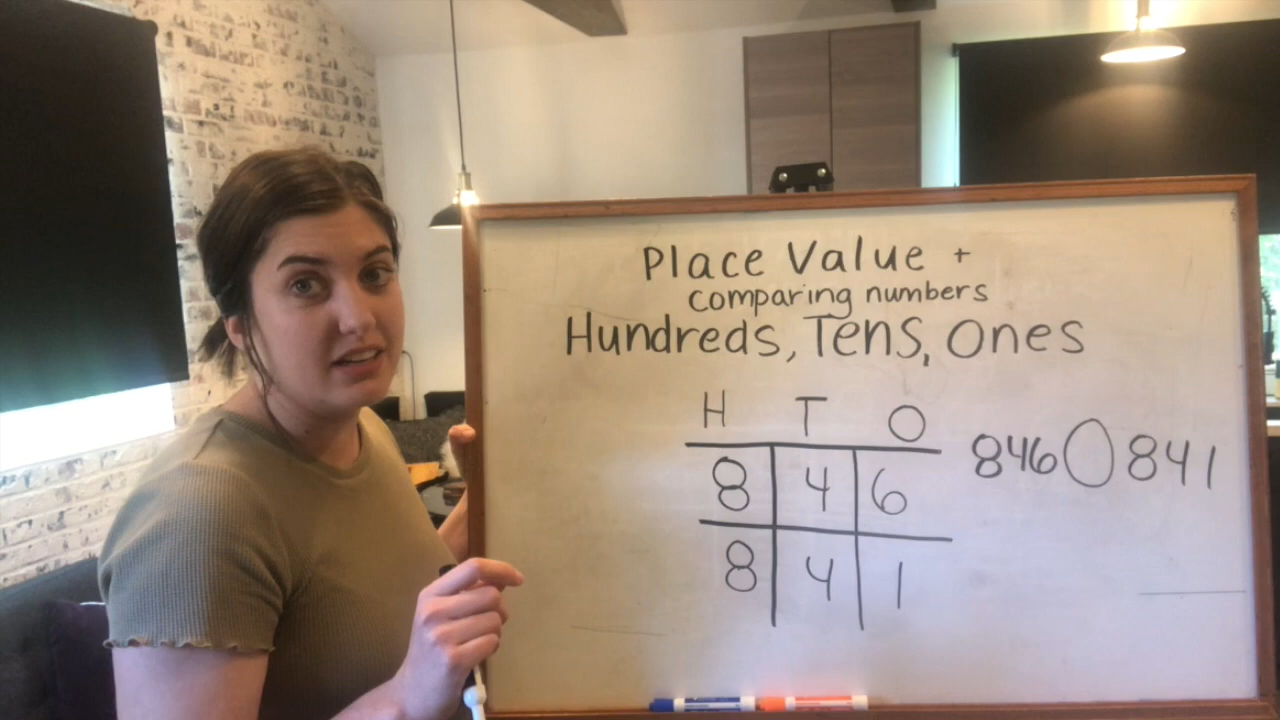 Place Value +
comparing numbers
Hundreds, Tens, Ones
H T O
8 4 6
846 841
8 4 1